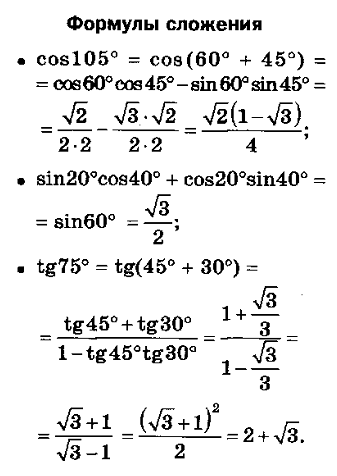 Формулы сложения
• cos105° = cos(60° + 45°) =
= cos60°cos45° – sin60°sin45° =
= √2/(2·2) – (√3·√2)/(2·2) = √2(1–√3)/4;
• sin20°cos40° + cos20°sin40° =
= sin60° = √3/2;
• tg75° = tg(45° + 30°) =
= (tg45° + tg30°)/(1 – tg45°tg30°) = (1 + √3/3)/(1 – √3/3) =
= (√3+1)/(√3–1) = (√3+1)²/2 = 2 + √3.